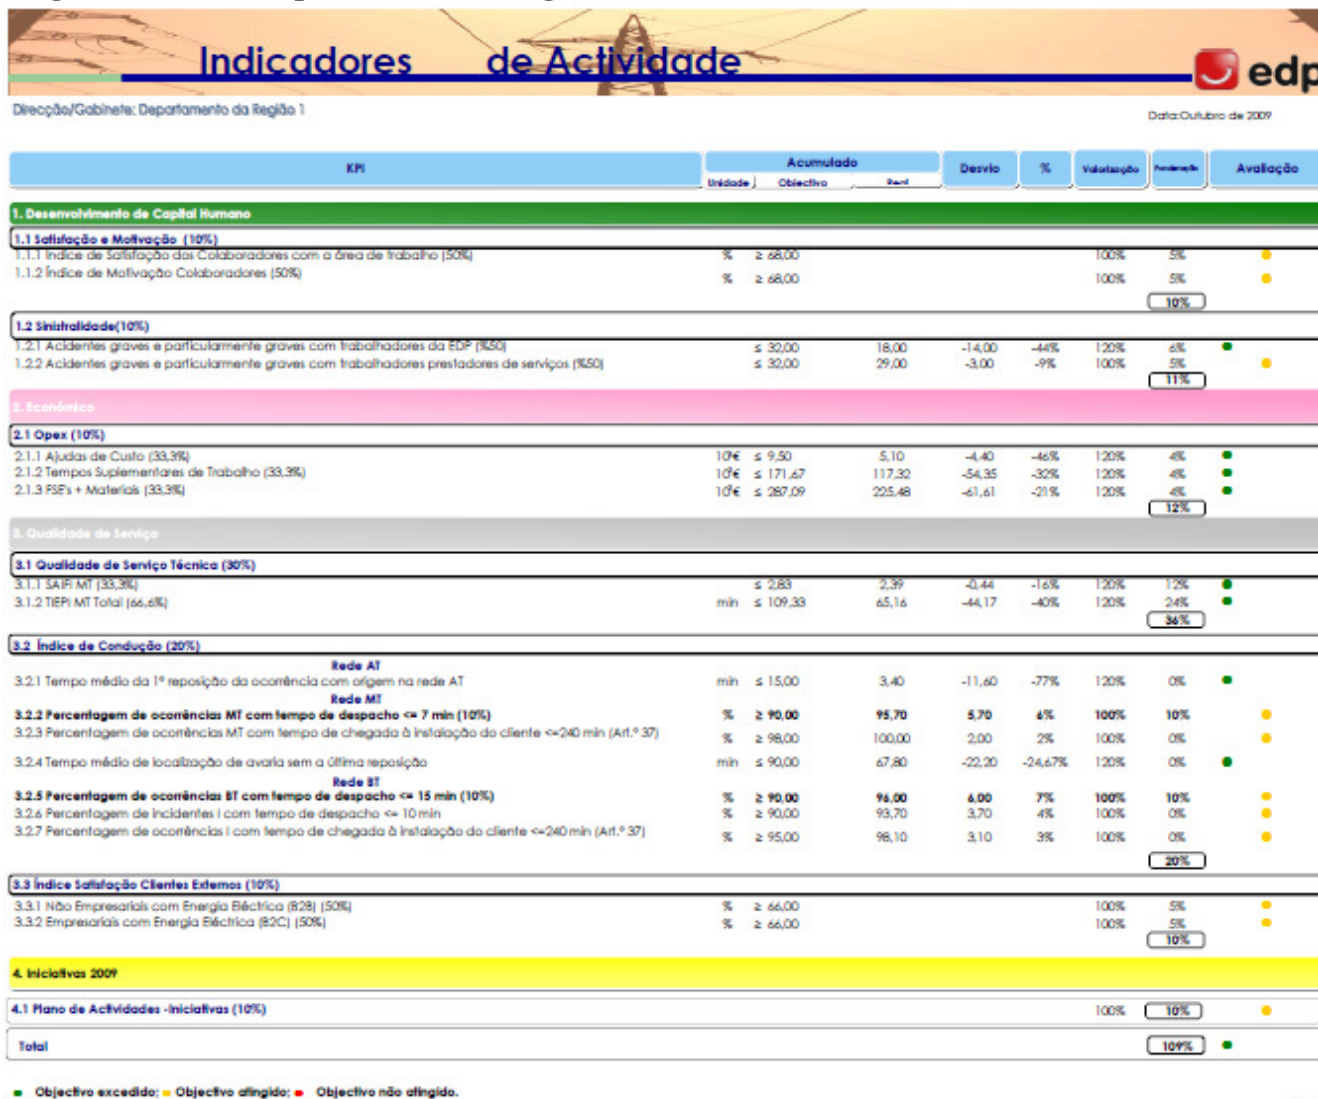 Indicadores de Actividade
edp
Direcção/Gabinete: Departamento da Região 1
Data:Outubro de 2009
KPI Acumulado Desvio % Valorização Ponderação Avaliação
Unidade Objectivo Real
1. Desenvolvimento de Capital Humano
1.1 Satisfação e Motivação (10%)
1.1.1 Indice de Satisfação dos Colaboradores com a área de trabalho (50%) % ≥ 68,00 100% 5%
1.1.2 Índice de Motivação Colaboradores (50%) % ≥ 68,00 100% 5%
10%
1.2 Sinistralidade(10%)
1.2.1 Acidentes graves e particularmente graves com trabalhadores da EDP (%50) ≤ 32,00 18,00 -14,00 -44% 120% 6%
1.2.2 Acidentes graves e particularmente graves com trabalhadores prestadores de serviços (%50) ≤ 32,00 29,00 -3,00 -9% 100% 5%
11%
2. Económico
2.1 Opex (10%)
2.1.1 Ajudas de Custo (33,3%) ≤ 9,50 5,10 -4,40 -46% 120% 4%
2.1.2 Tempos Suplementares de Trabalho (33,3%) ≤ 171,67 117,32 -54,35 -32% 120% 4%
2.1.3 FSE's + Materiais (33,3%) ≤ 287,09 225,48 -61,61 -21% 120% 4%
12%
3. Qualidade de Serviço
3.1 Qualidade de Serviço Técnica (30%)
3.1.1 SAIFI MT (33,3%) ≤ 2,83 2,39 -0,44 -16% 120% 12%
3.1.2 TIEPI MT Total (66,6%) min ≤ 109,33 65,16 -44,17 -40% 120% 24%
36%
3.2 Índice de Condução (20%)
Rede AT
3.2.1 Tempo médio da 1ª reposição da ocorrência com origem na rede AT min ≤ 15,00 3,40 -11,60 -77% 120% 0%
Rede MT
3.2.2 Percentagem de ocorrências MT com tempo de despacho <= 7 min (10%) % ≥ 90,00 95,70 5,70 6% 100% 10%
3.2.3 Percentagem de ocorrências MT com tempo de chegada à instalação do cliente <=240 min (Art.º 37) % ≥ 98,00 100,00 2,00 2% 100% 0%
3.2.4 Tempo médio de localização de avaria sem a última reposição min ≤ 90,00 67,80 -22,20 -24,67% 120% 0%
Rede BT
3.2.5 Percentagem de ocorrências BT com tempo de despacho <= 15 min (10%) % ≥ 90,00 96,00 6,00 7% 100% 10%
3.2.6 Percentagem de incidentes I com tempo de despacho <= 10 min % ≥ 90,00 93,70 3,70 4% 100% 0%
3.2.7 Percentagem de ocorrências I com tempo de chegada à instalação do cliente <=240 min (Art.º 37) % ≥ 95,00 98,10 3,10 3% 100% 0%
20%
3.3 Índice Satisfação Clientes Externos (10%)
3.3.1 Não Empresariais com Energia Eléctrica (B2B) (50%) % ≥ 66,00 100% 5%
3.3.2 Empresariais com Energia Eléctrica (B2C) (50%) % ≥ 66,00 100% 5%
10%
4. Iniciativas 2009
4.1 Plano de Actividades -Iniciativas (10%) 100% 10%
Total 109%
Objectivo excedido; Objectivo atingido; Objectivo não atingido.